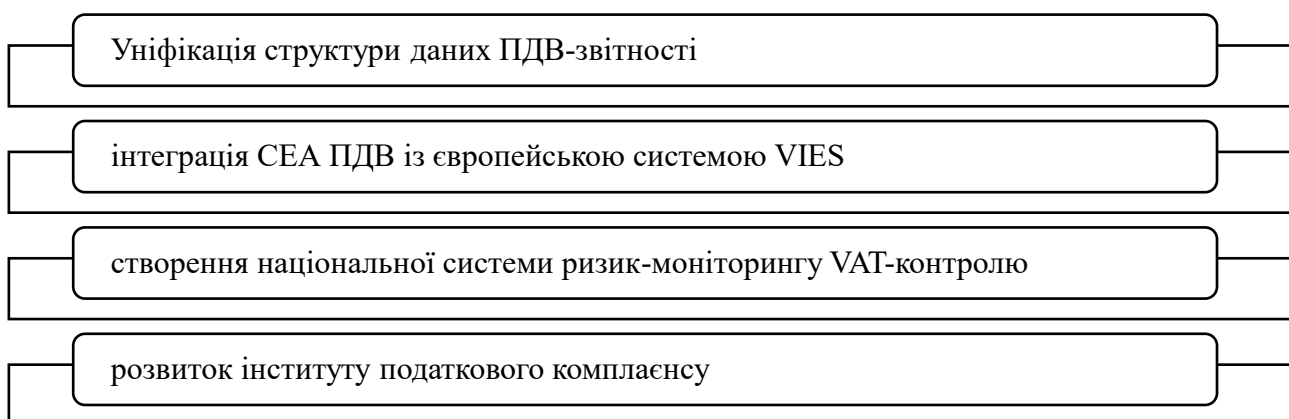 Уніфікація структури даних ПДВ-звітності
інтеграція СЕА ПДВ із європейською системою VIES
створення національної системи ризик-моніторингу VAT-контролю
розвиток інституту податкового комплаєнсу